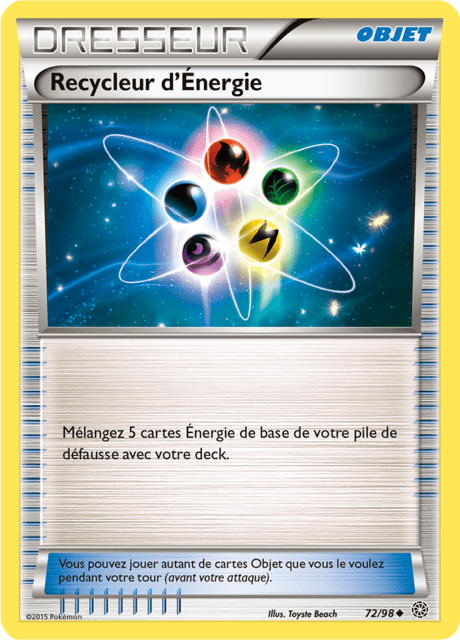 DRESSEUR
OBJET
Recycleur d'Énergie
Mélangez 5 cartes Énergie de base de votre pile de
défausse avec votre deck.
Vous pouvez jouer autant de cartes Objet que vous le voulez
pendant votre tour (avant votre attaque).
©2015 Pokémon
Illus. Toyste Beach
72/98